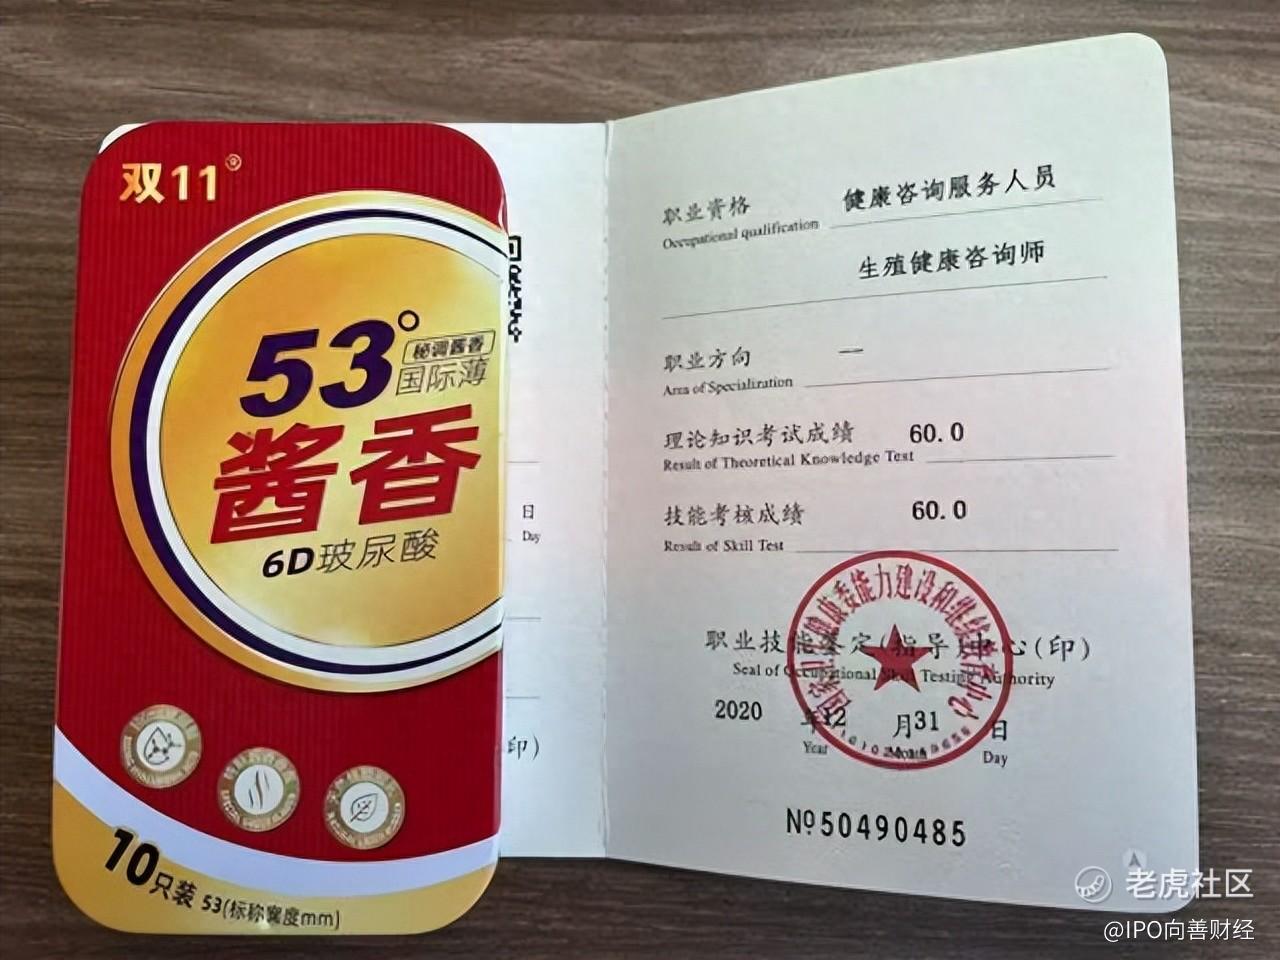 双11
53°
秘调酱香
国际薄
酱香
6D玻尿酸
10只装 53(标称宽度mm)
日
Day
印)
职业资格 健康咨询服务人员
Occupational qualification
生殖健康咨询师
职业方向 —
Area of Specialization
理论知识考试成绩 60.0
Result of Theoretical Knowledge Test
技能考核成绩 60.0
Result of Skill Test
职业技能鉴定(指导)中心(印)
Seal of Occupational Skill Testing Authority
2020 年12 月31 日
Year Month Day
№50490485
老虎社区
@IPO向善财经